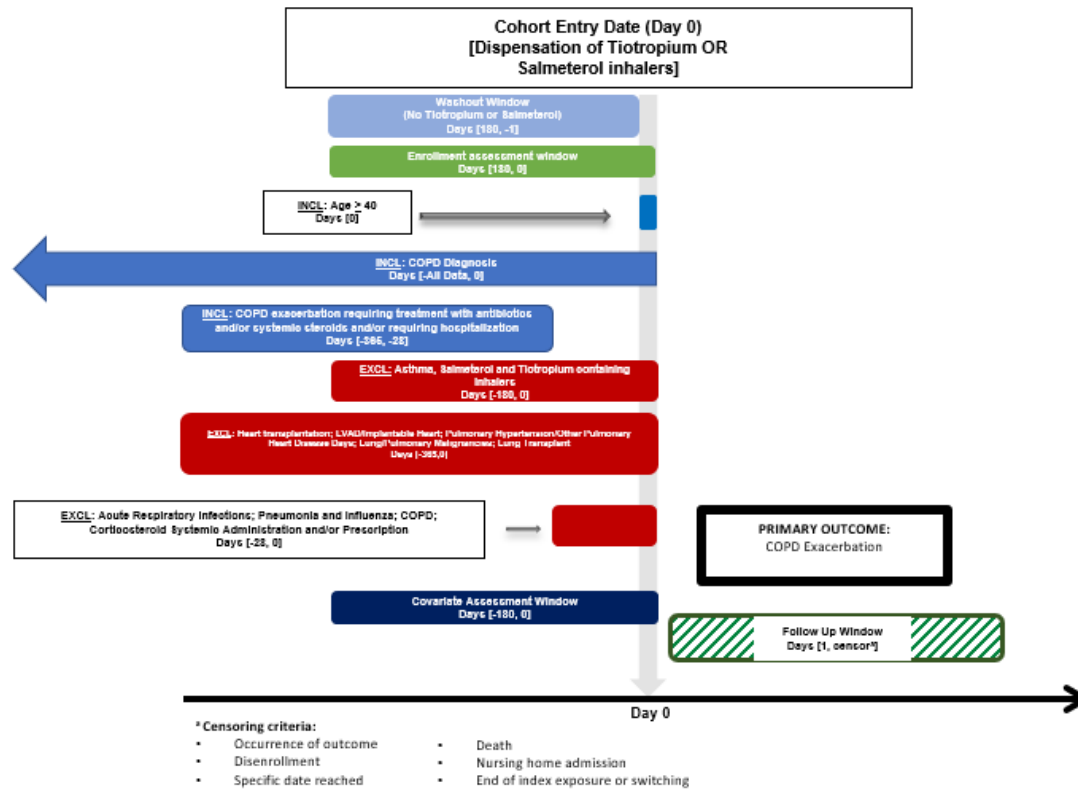 Cohort Entry Date (Day 0)
[Dispensation of Tiotropium OR
Salmeterol inhalers]
Washout Window
(No Tiotropium or Salmeterol)
Days [180, -1]
Enrollment assessment window
Days [180, 0]
INCL: Age ≥ 40
Days [0]
INCL: COPD Diagnosis
Days [-All Data, 0]
INCL: COPD exacerbation requiring treatment with antibiotics
and/or systemic steroids and/or requiring hospitalization
Days [-365, -28]
EXCL: Asthma, Salmeterol and Tiotropium containing
inhalers
Days [-180, 0]
EXCL: Heart transplantation; LVAD/Implantable Heart; Pulmonary Hypertension/Other Pulmonary
Heart Disease Days; Lung/Pulmonary Malignancies; Lung Transplant
Days [-365,0]
EXCL: Acute Respiratory Infections; Pneumonia and Influenza; COPD;
Corticosteroid Systemic Administration and/or Prescription
Days [-28, 0]
PRIMARY OUTCOME:
COPD Exacerbation
Covariate Assessment Window
Days [-180, 0]
Follow Up Window
Days [1, censorª]
Day 0
ª Censoring criteria:
▪ Occurrence of outcome
▪ Disenrollment
▪ Specific date reached
▪ Death
▪ Nursing home admission
▪ End of index exposure or switching